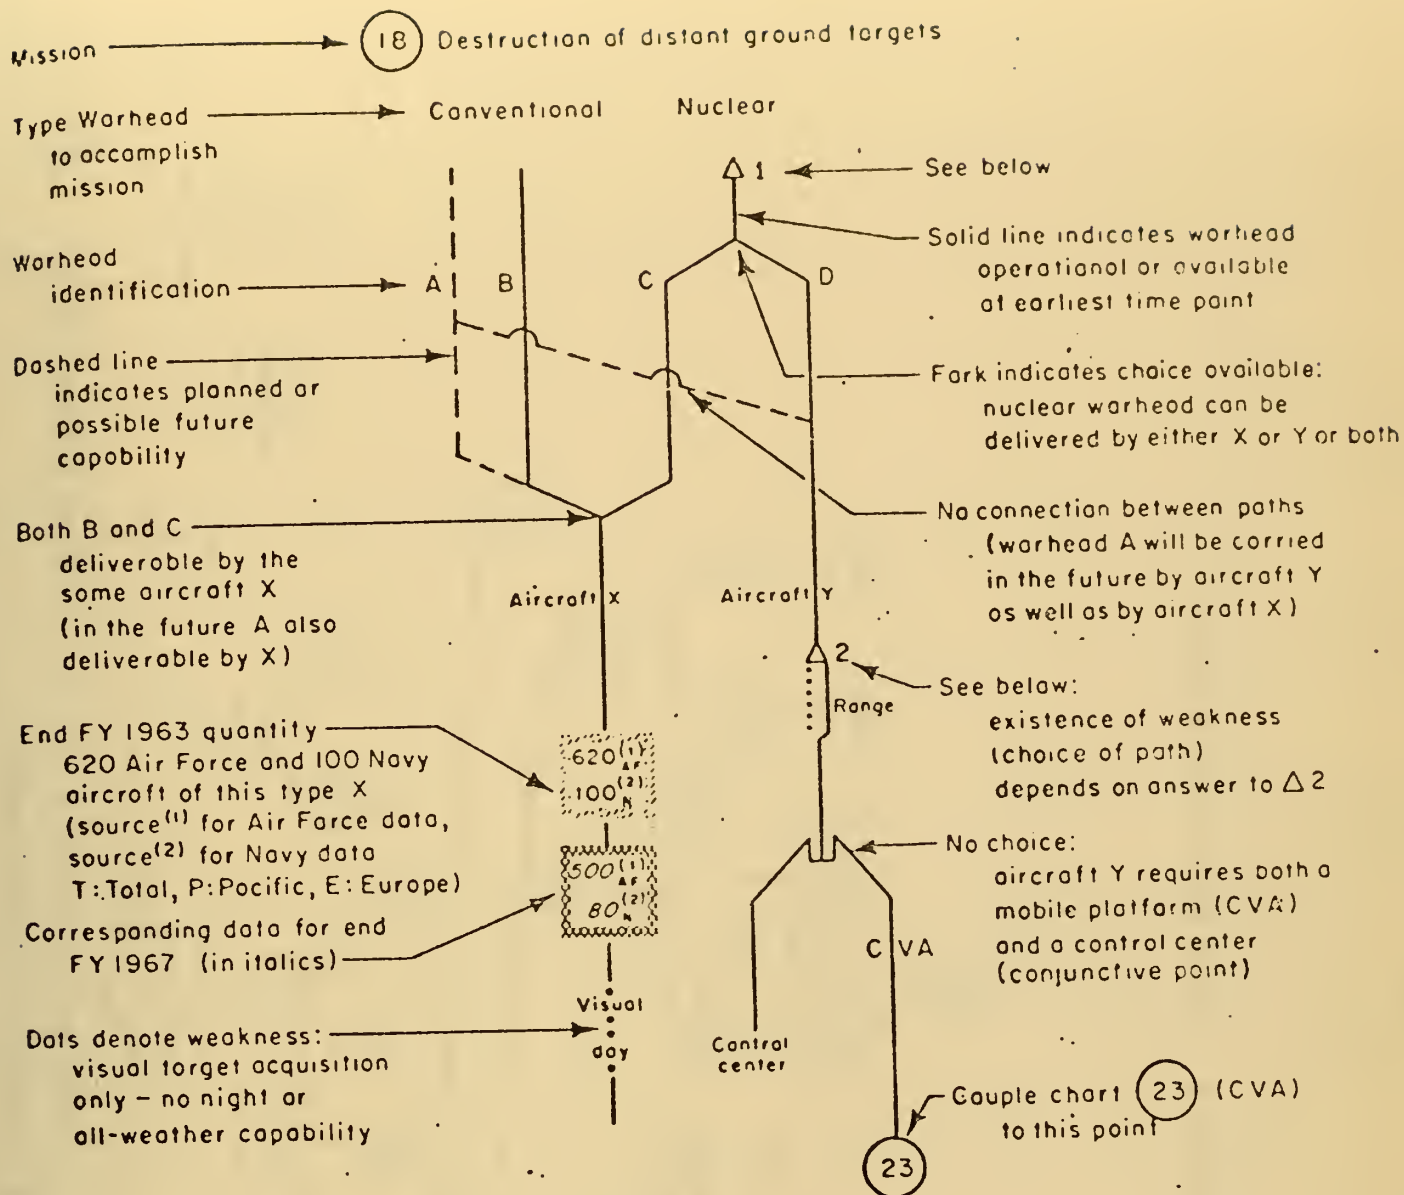 Mission 18 Destruction of distant ground targets
Type Warhead Conventional Nuclear
to accomplish
mission
△ 1 See below
Solid line indicates warhead
operational or available
at earliest time point
Warhead
identification A B C D
Dashed line
indicates planned or
possible future
capability
Fork indicates choice available:
nuclear warhead can be
delivered by either X or Y or both
Both B and C
deliverable by the
same aircraft X
(in the future A also
deliverable by X)
No connection between paths
(warhead A will be carried
in the future by aircraft Y
as well as by aircraft X)
Aircraft X Aircraft Y
△ 2
Range
See below:
existence of weakness
(choice of path)
depends on answer to △ 2
End FY 1963 quantity
620 Air Force and 100 Navy
aircraft of this type X
(source(1) for Air Force data,
source(2) for Navy data
T: Total, P: Pacific, E: Europe)
620(1) AF
100(2) N
Corresponding data for end
FY 1967 (in italics)
500(1) AF
80(2) N
No choice:
aircraft Y requires both a
mobile platform (CVA)
and a control center
(conjunctive point)
CVA
Dots denote weakness:
visual target acquisition
only – no night or
all-weather capability
Visual
day
Control
center
Couple chart 23 (CVA)
to this point
23